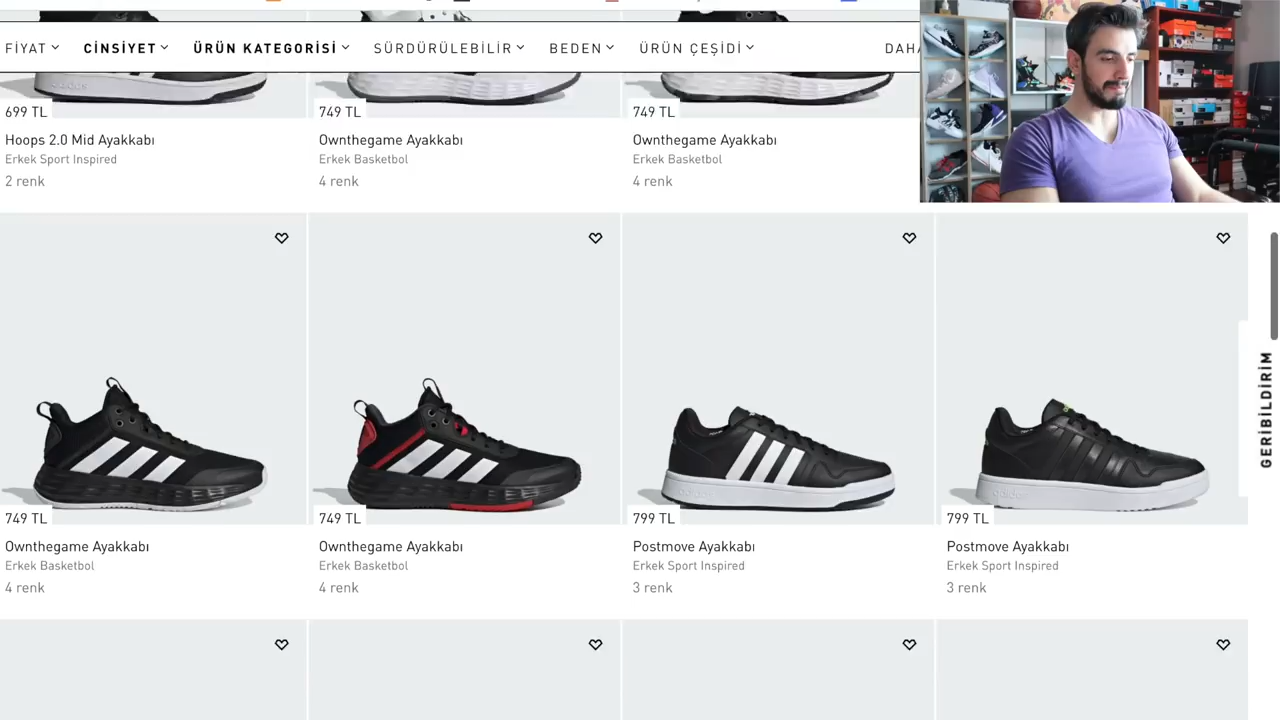 FİYAT CİNSİYET ÜRÜN KATEGORİSİ SÜRDÜRÜLEBİLİR BEDEN ÜRÜN ÇEŞİDİ DAHA
699 TL 749 TL 749 TL
Hoops 2.0 Mid Ayakkabı Ownthegame Ayakkabı Ownthegame Ayakkabı
Erkek Sport Inspired Erkek Basketbol Erkek Basketbol
2 renk 4 renk 4 renk
GERİBİLDİRİM
749 TL 749 TL 799 TL 799 TL
Ownthegame Ayakkabı Ownthegame Ayakkabı Postmove Ayakkabı Postmove Ayakkabı
Erkek Basketbol Erkek Basketbol Erkek Sport Inspired Erkek Sport Inspired
4 renk 4 renk 3 renk 3 renk